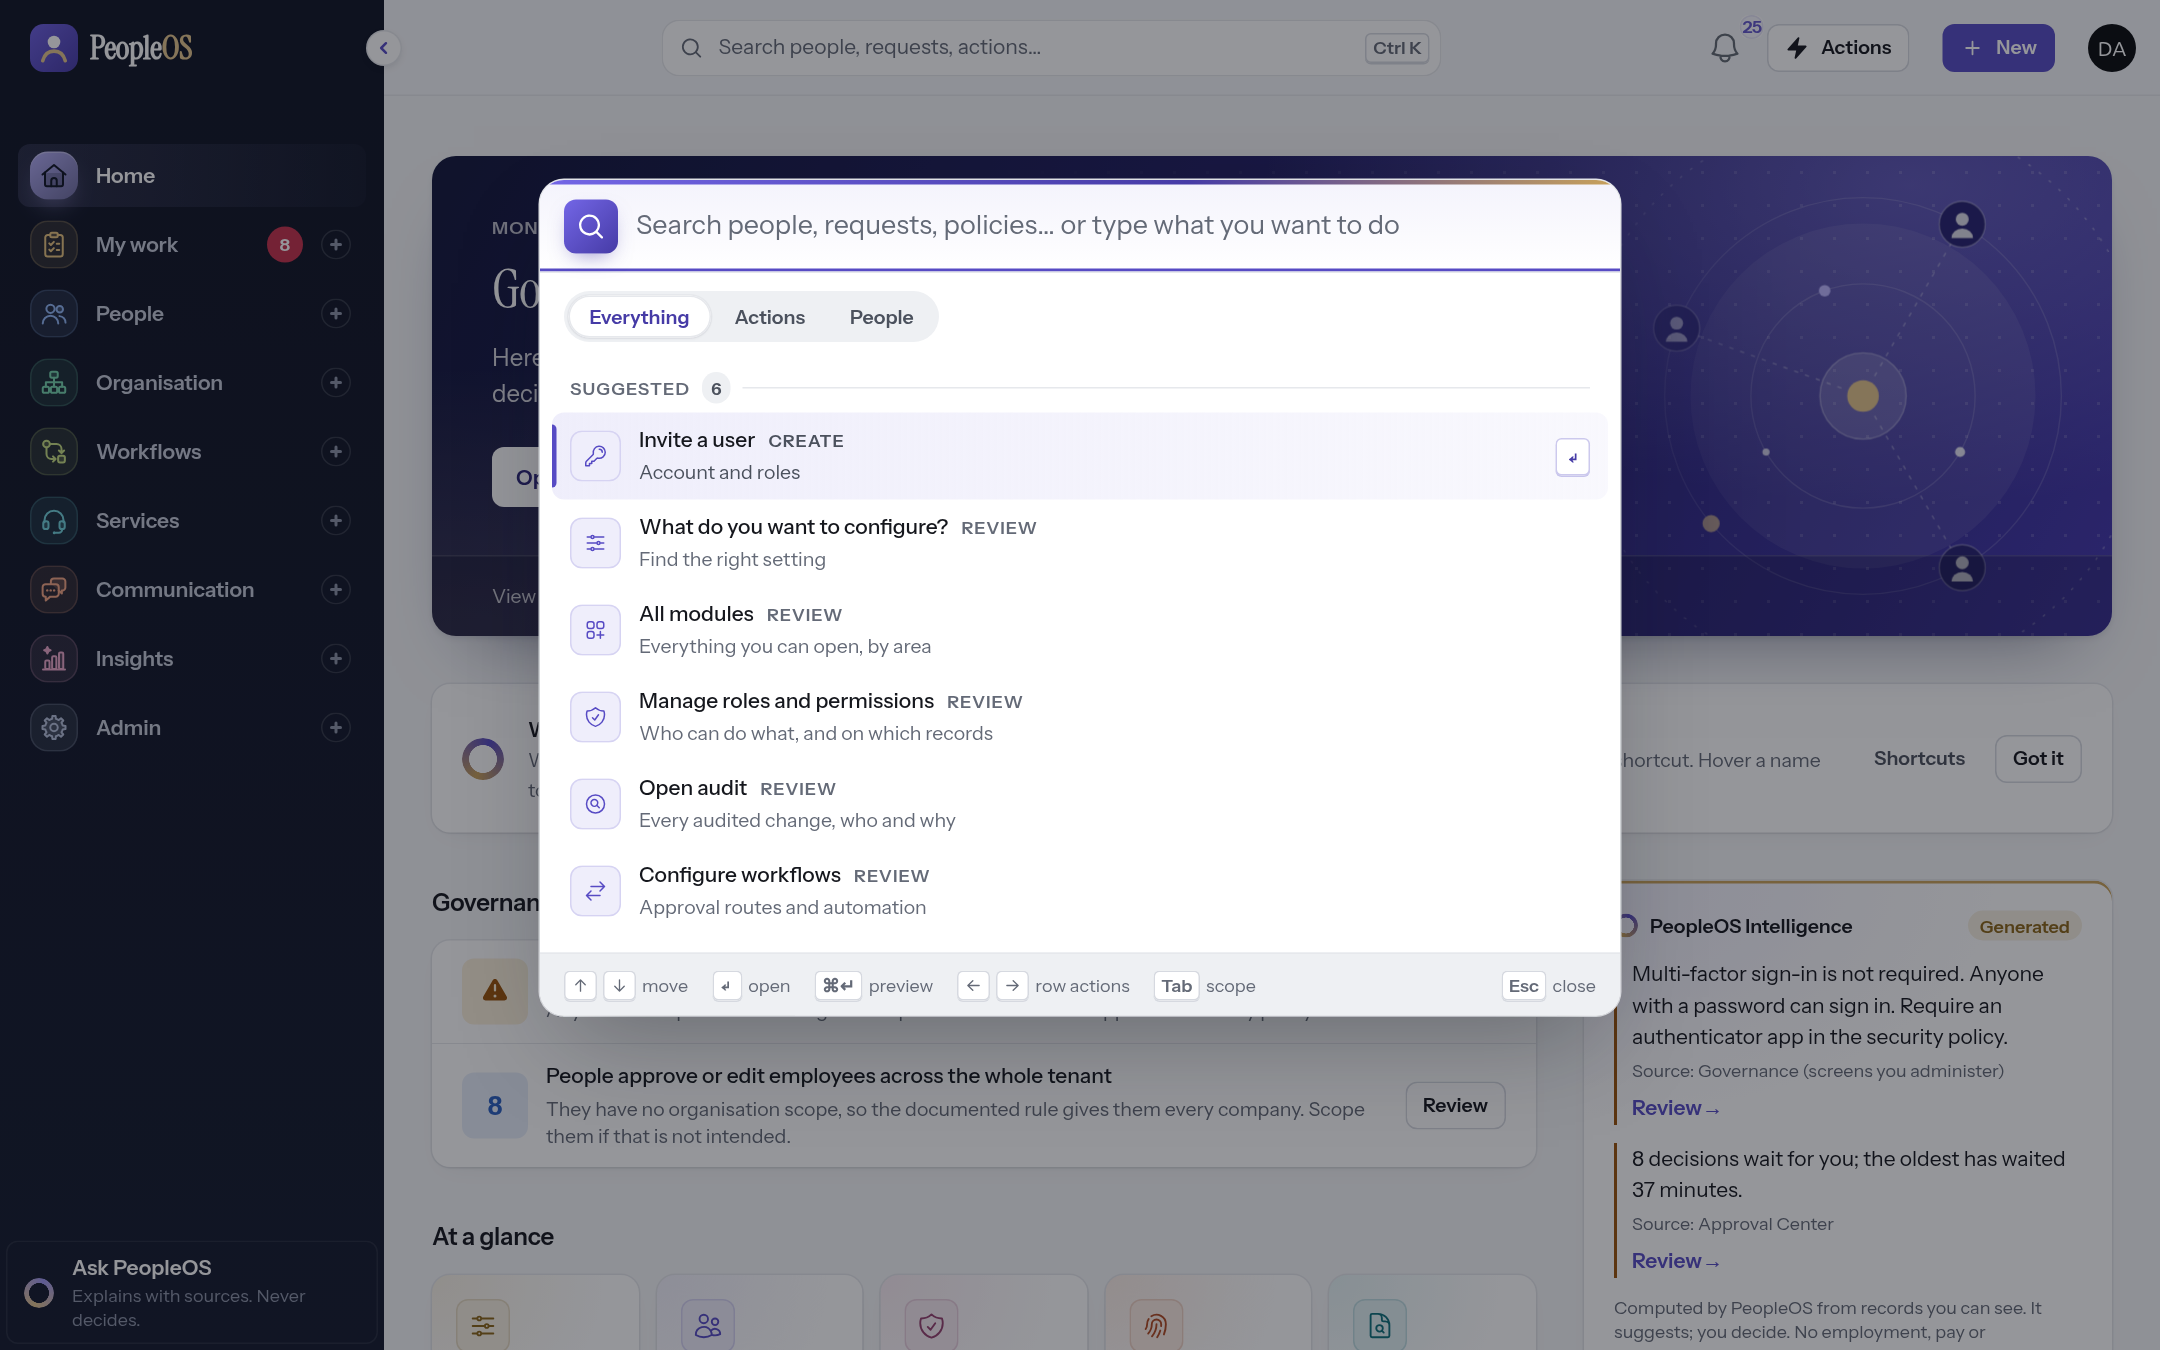 PeopleOS
Search people, requests, actions...
Ctrl K
25
Actions
New
DA
Home
My work
8
People
Organisation
Workflows
Services
Communication
Insights
Admin
Ask PeopleOS
Explains with sources. Never
decides.
MON
Go
Here
deci
Op
View
Search people, requests, policies... or type what you want to do
Everything
Actions
People
SUGGESTED 6
Invite a user CREATE
Account and roles
What do you want to configure? REVIEW
Find the right setting
All modules REVIEW
Everything you can open, by area
Manage roles and permissions REVIEW
Who can do what, and on which records
Open audit REVIEW
Every audited change, who and why
Configure workflows REVIEW
Approval routes and automation
↑ ↓ move ↵ open ⌘↵ preview ← → row actions Tab scope Esc close
hortcut. Hover a name
Shortcuts
Got it
Governan
8
People approve or edit employees across the whole tenant
They have no organisation scope, so the documented rule gives them every company. Scope
them if that is not intended.
Review
At a glance
PeopleOS Intelligence
Generated
Multi-factor sign-in is not required. Anyone
with a password can sign in. Require an
authenticator app in the security policy.
Source: Governance (screens you administer)
Review→
8 decisions wait for you; the oldest has waited
37 minutes.
Source: Approval Center
Review→
Computed by PeopleOS from records you can see. It
suggests; you decide. No employment, pay or